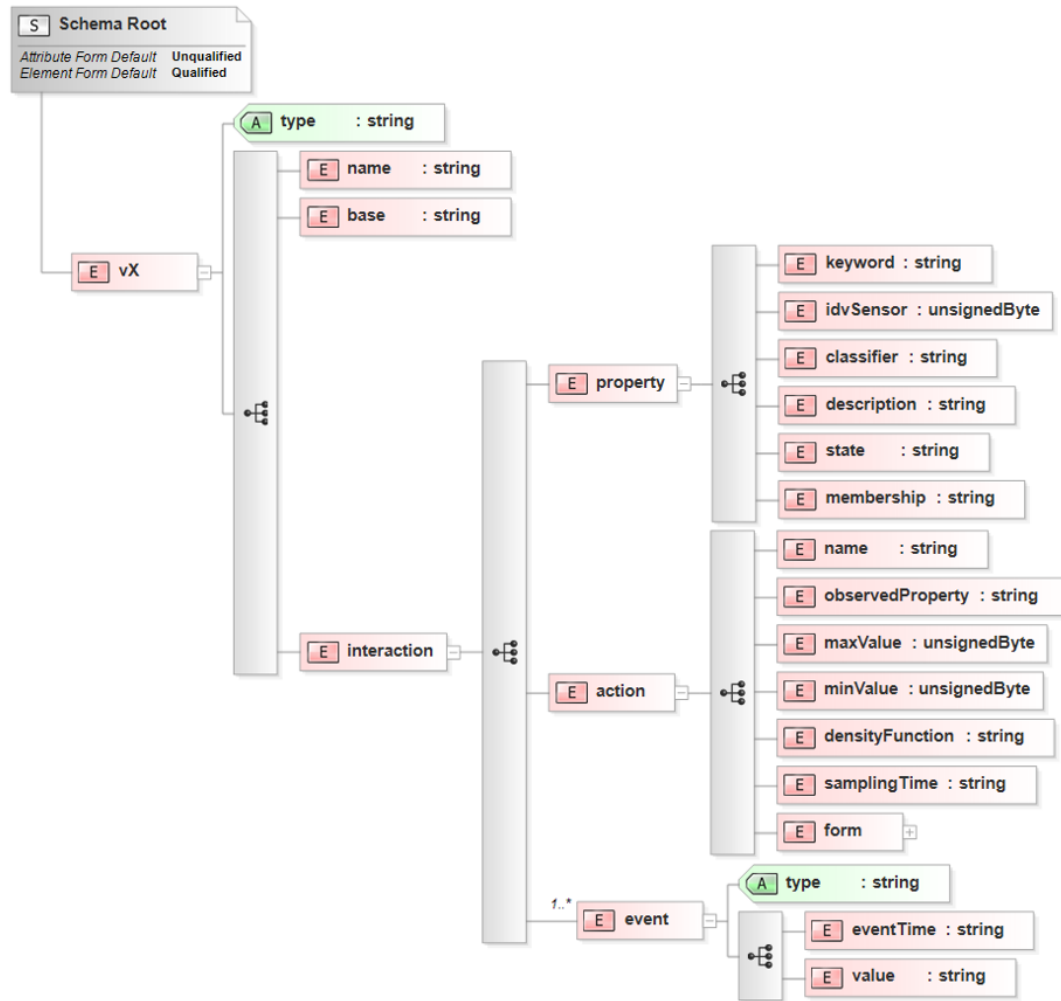 S Schema Root
Attribute Form Default Unqualified
Element Form Default Qualified
A type : string
E name : string
E base : string
E vX
E keyword : string
E idvSensor : unsignedByte
E classifier : string
E property
E description : string
E state : string
E membership : string
E name : string
E observedProperty : string
E maxValue : unsignedByte
E interaction
E action
E minValue : unsignedByte
E densityFunction : string
E samplingTime : string
E form
A type : string
1..*
E event
E eventTime : string
E value : string